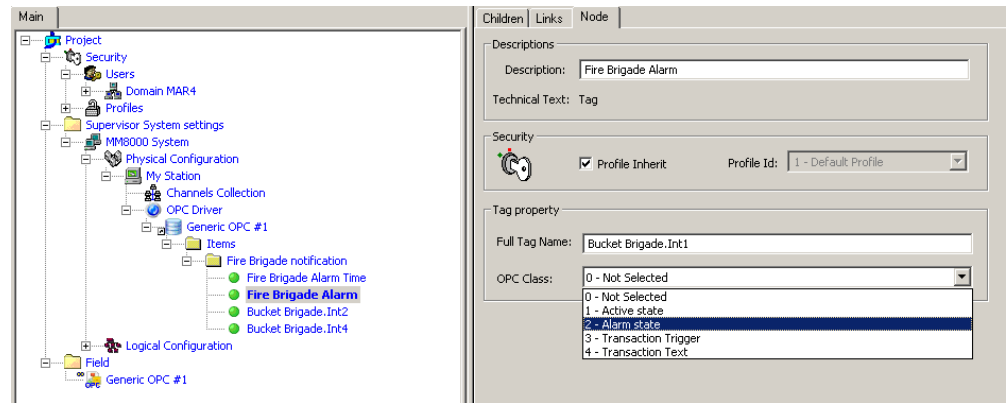 Main
Project
Security
Users
Domain MAR4
Profiles
Supervisor System settings
MM8000 System
Physical Configuration
My Station
Channels Collection
OPC Driver
Generic OPC #1
Items
Fire Brigade notification
Fire Brigade Alarm Time
Fire Brigade Alarm
Bucket Brigade.Int2
Bucket Brigade.Int4
Logical Configuration
Field
OPC Generic OPC #1
Children Links Node
Descriptions
Description: Fire Brigade Alarm
Technical Text: Tag
Security
Profile Inherit Profile Id: 1 - Default Profile
Tag property
Full Tag Name: Bucket Brigade.Int1
OPC Class: 0 - Not Selected
0 - Not Selected
1 - Active state
2 - Alarm state
3 - Transaction Trigger
4 - Transaction Text